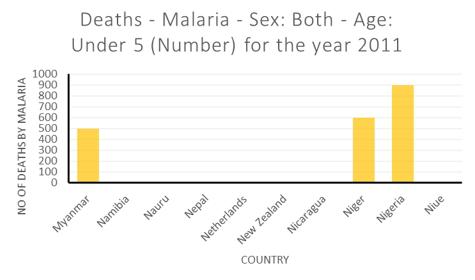 Deaths - Malaria - Sex: Both - Age:
Under 5 (Number) for the year 2011
NO OF DEATHS BY MALARIA
1000
900
800
700
600
500
400
300
200
100
0
Myanmar
Namibia
Nauru
Nepal
Netherlands
New Zealand
Nicaragua
Niger
Nigeria
Niue
COUNTRY